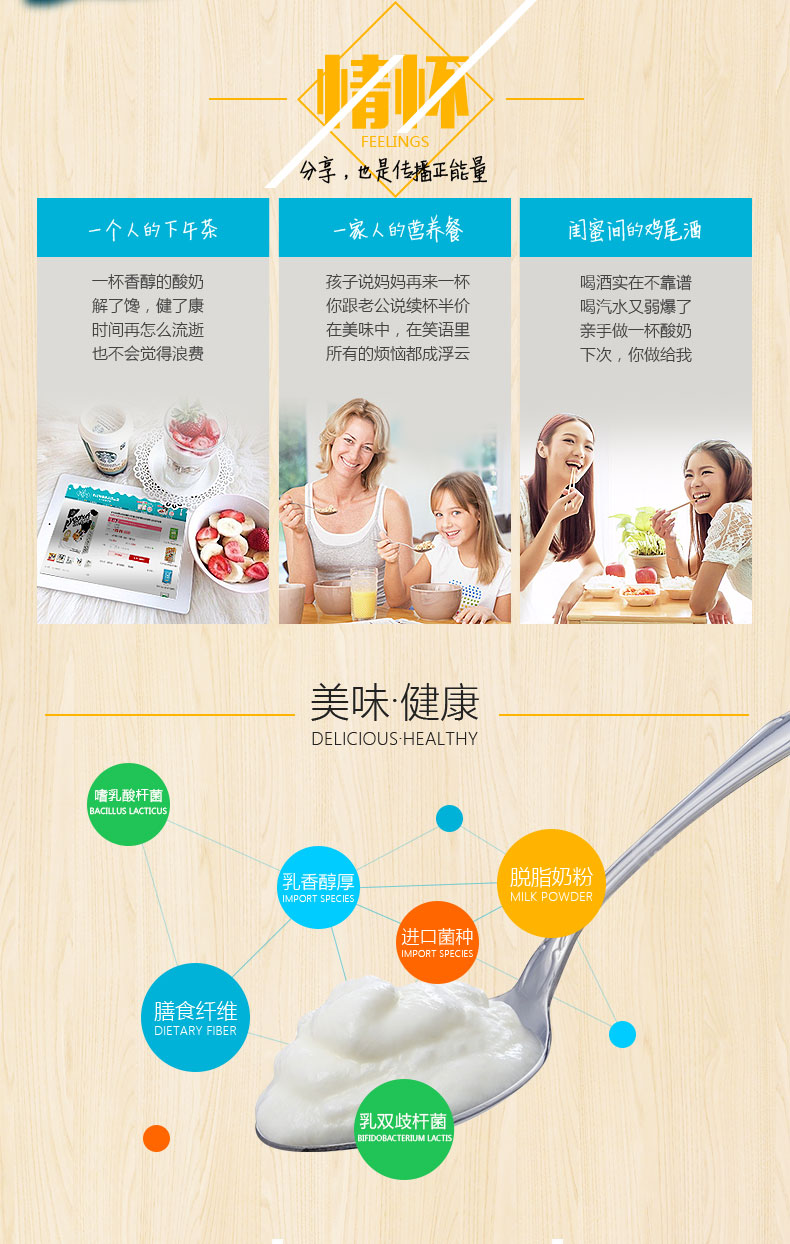 情怀
FEELINGS
分享，也是传播正能量
一个人的下午茶
一杯香醇的酸奶
解了馋，健了康
时间再怎么流逝
也不会觉得浪费
一家人的营养餐
孩子说妈妈再来一杯
你跟老公说续杯半价
在美味中，在笑语里
所有的烦恼都成浮云
闺蜜间的鸡尾酒
喝酒实在不靠谱
喝汽水又弱爆了
亲手做一杯酸奶
下次，你做给我
美味·健康
DELICIOUS·HEALTHY
嗜乳酸杆菌
BACILLUS LACTICUS
乳香醇厚
IMPORT SPECIES
脱脂奶粉
MILK POWDER
进口菌种
IMPORT SPECIES
膳食纤维
DIETARY FIBER
乳双歧杆菌
BIFIDOBACTERIUM LACTIS